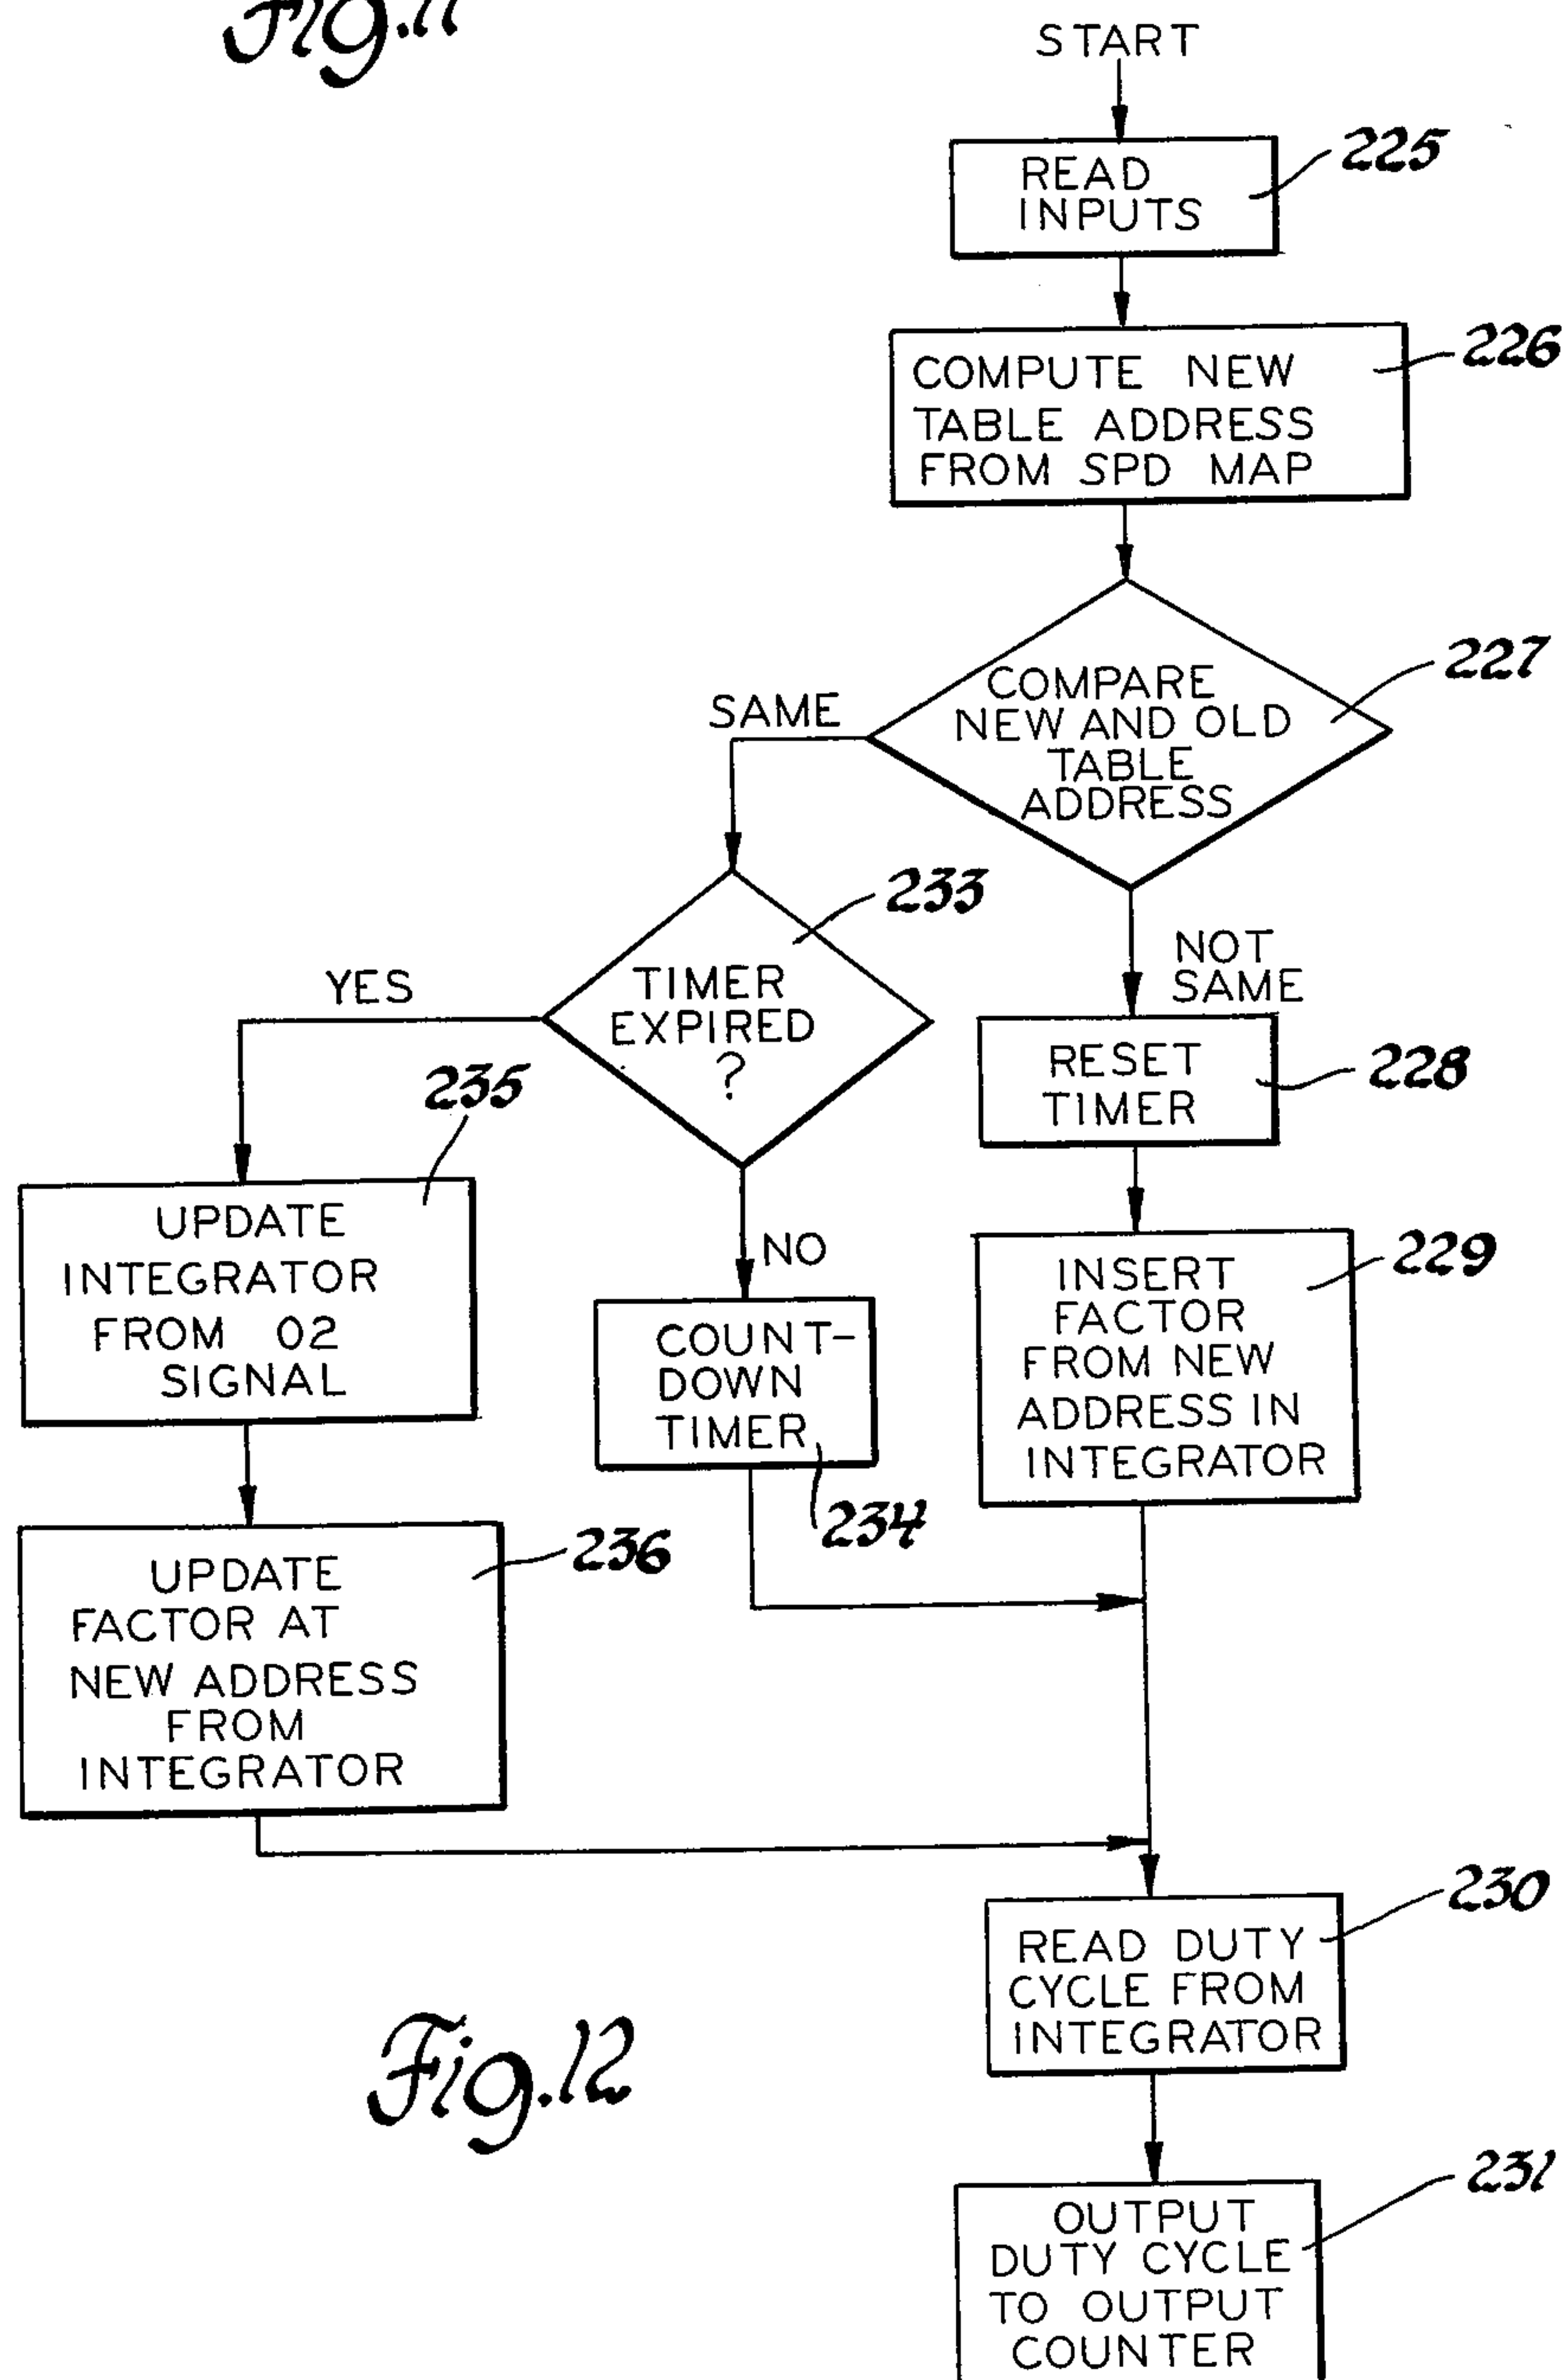 Fig. 11
START
READ
INPUTS
225
COMPUTE NEW
TABLE ADDRESS
FROM SPD MAP
226
COMPARE
NEW AND OLD
TABLE
ADDRESS
227
SAME
NOT
SAME
TIMER
EXPIRED
?
233
YES
NO
RESET
TIMER
228
UPDATE
INTEGRATOR
FROM O2
SIGNAL
235
COUNT-
DOWN
TIMER
234
INSERT
FACTOR
FROM NEW
ADDRESS IN
INTEGRATOR
229
UPDATE
FACTOR AT
NEW ADDRESS
FROM
INTEGRATOR
236
READ DUTY
CYCLE FROM
INTEGRATOR
230
Fig. 12
OUTPUT
DUTY CYCLE
TO OUTPUT
COUNTER
231